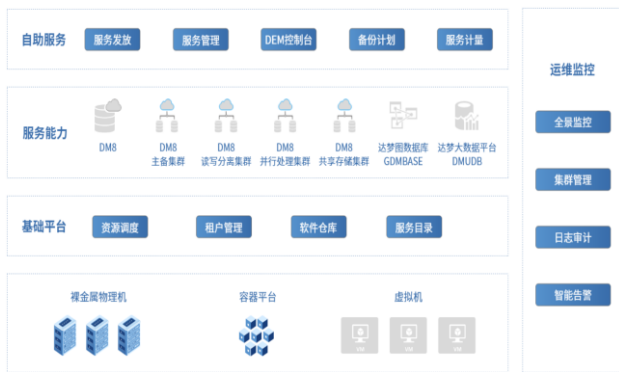 自助服务
服务发放
服务管理
DEM控制台
备份计划
服务计量
服务能力
DM8
DM8
主备集群
DM8
读写分离集群
DM8
并行处理集群
DM8
共享存储集群
达梦图数据库
GDMBASE
达梦大数据平台
DMUDB
基础平台
资源调度
租户管理
软件仓库
服务目录
裸金属物理机
容器平台
虚拟机
运维监控
全景监控
集群管理
日志审计
智能告警